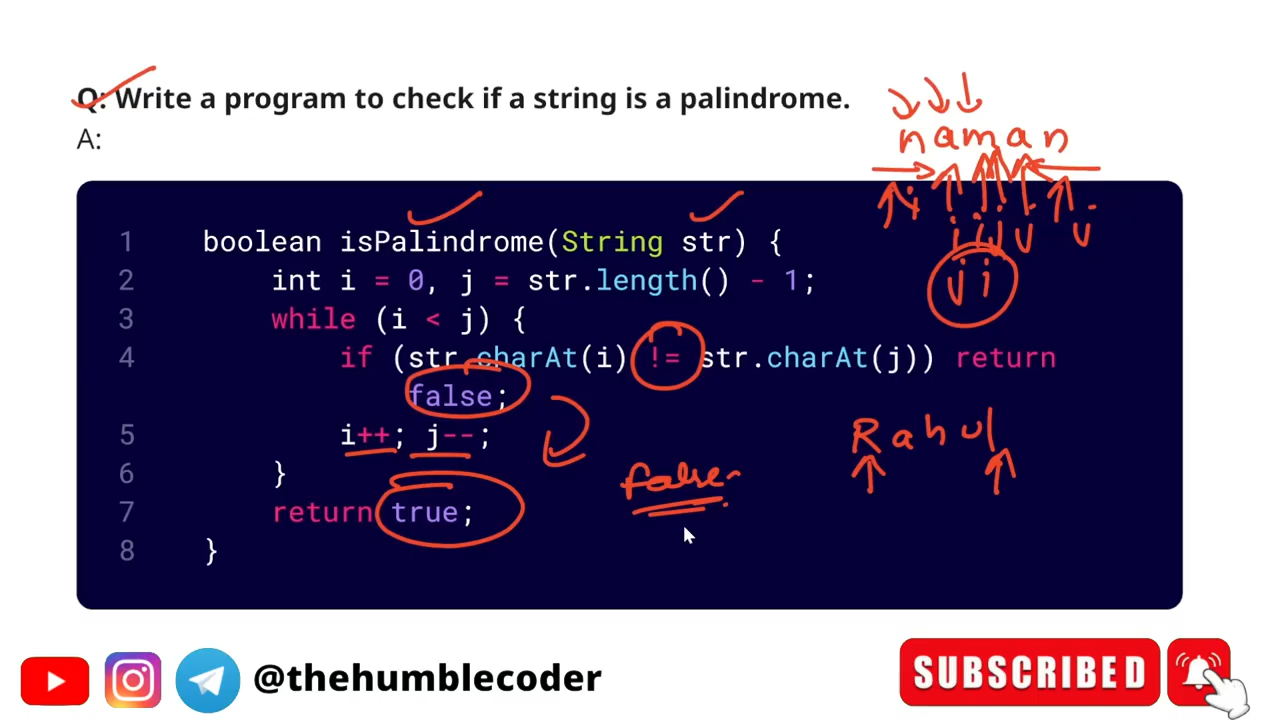 Q: Write a program to check if a string is a palindrome.
A:
naman
i i i j j j
j i
1 boolean isPalindrome(String str) {
2 int i = 0, j = str.length() - 1;
3 while (i < j) {
4 if (str.charAt(i) != str.charAt(j)) return
false;
5 i++; j--;
6 }
7 return true;
8 }
Rahul
false
@thehumblecoder
SUBSCRIBED